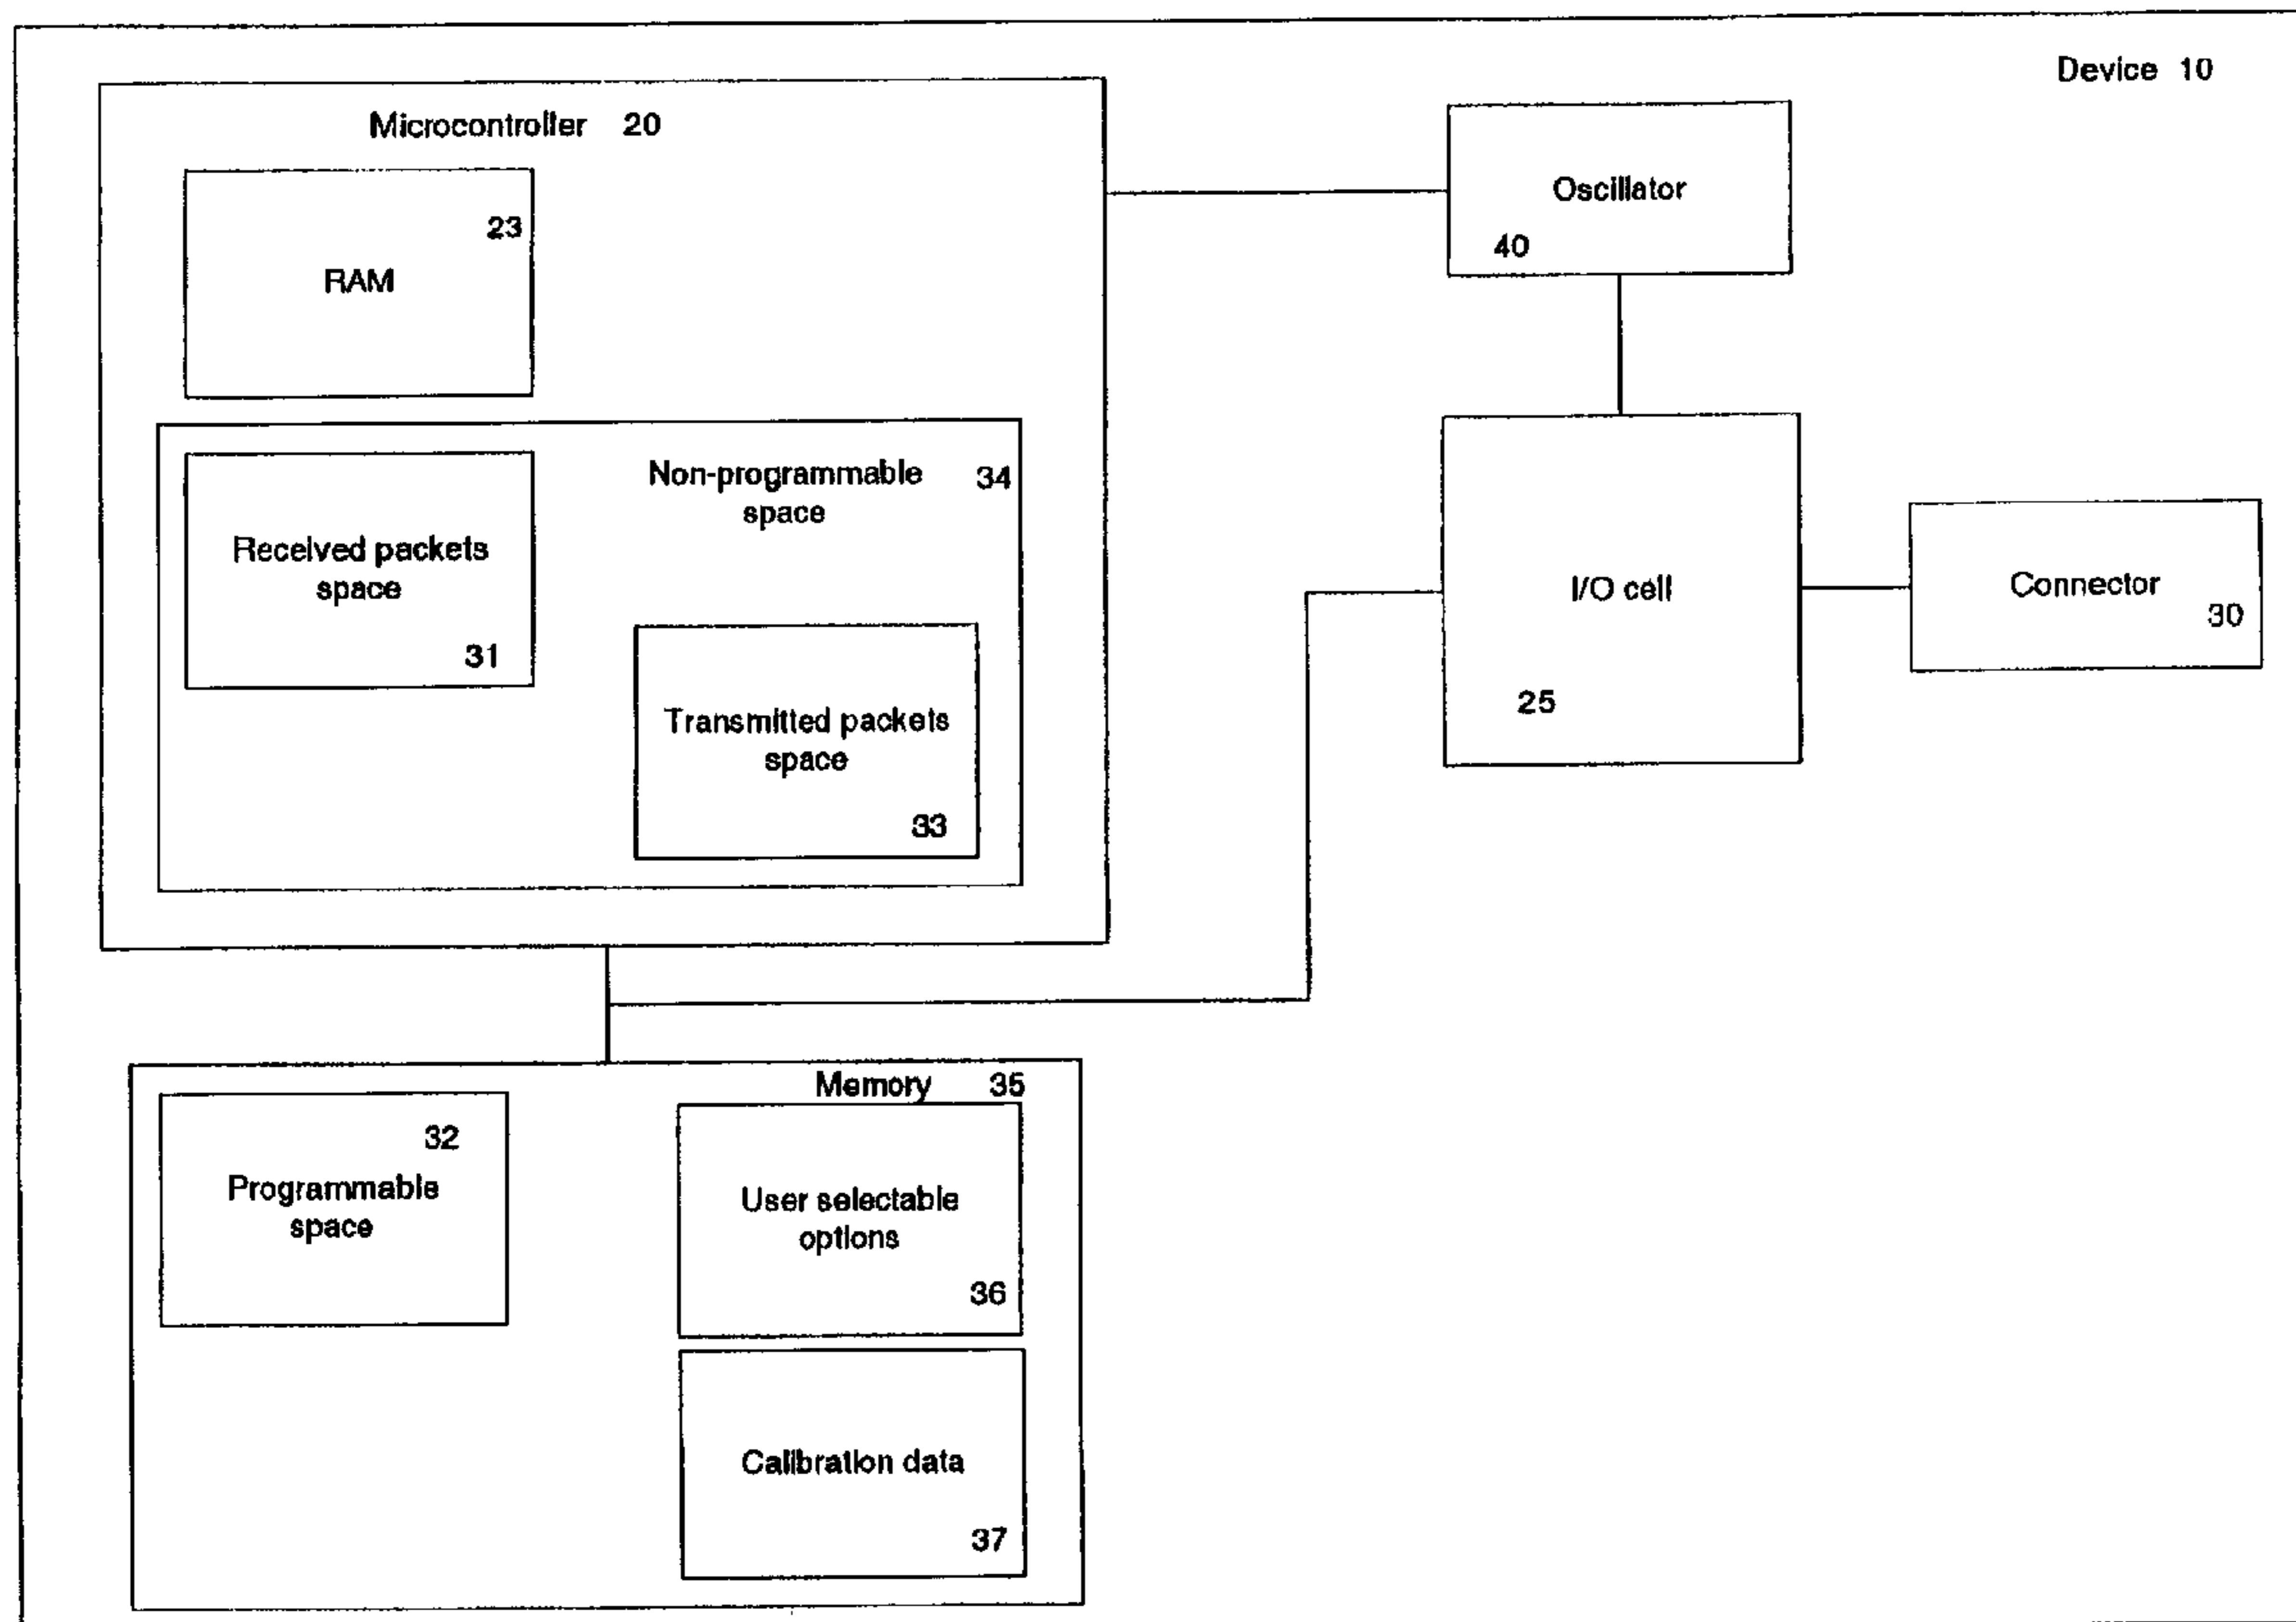 Device 10
Microcontroller 20
23
RAM
Oscillator
40
Non-programmable 34
space
Received packets
space
31
Transmitted packets
space
33
I/O cell
25
Connector
30
Memory 35
32
Programmable
space
User selectable
options
36
Calibration data
37